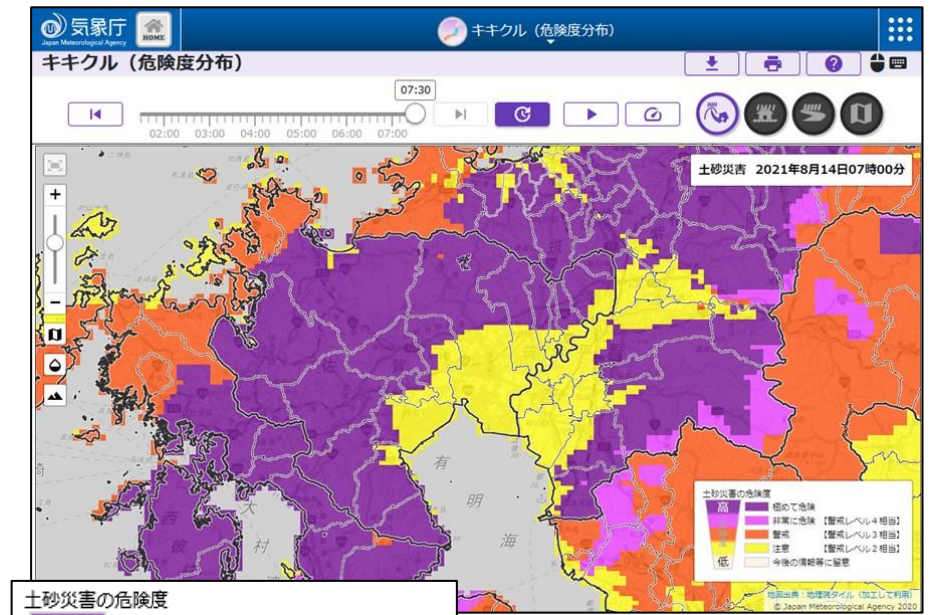 気象庁
Japan Meteorological Agency
HOME
キキクル（危険度分布）
キキクル（危険度分布）
07:30
02:00 03:00 04:00 05:00 06:00 07:00
土砂災害 2021年8月14日07時00分
佐
筑
有
明
海
大
村
西
彼
崎
土砂災害の危険度
高 極めて危険
非常に危険 【警戒レベル4相当】
警戒 【警戒レベル3相当】
注意 【警戒レベル2相当】
低 今後の情報等に留意
地図出典：地理院タイル（加工して利用）
© Japan Meteorological Agency 2020
土砂災害の危険度